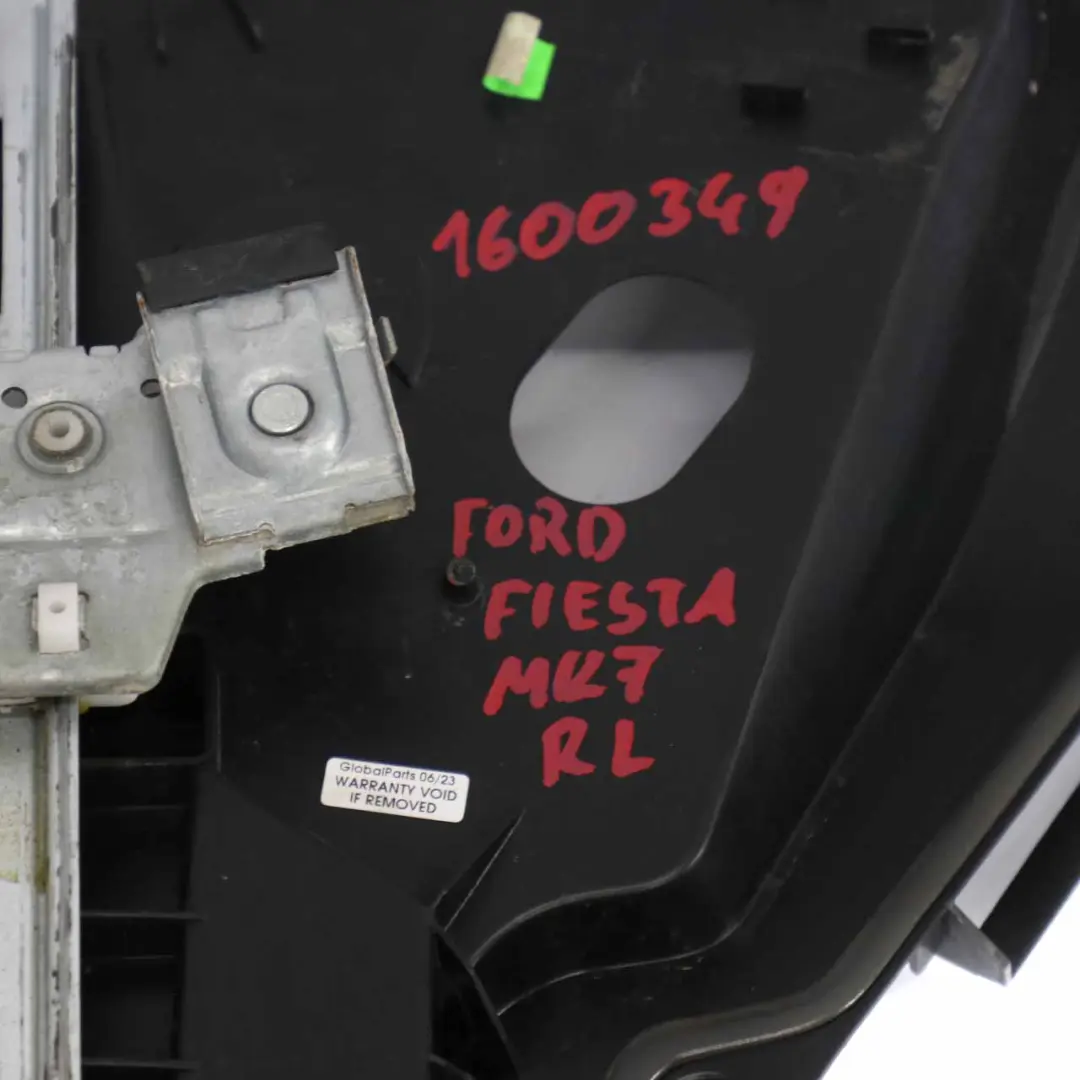 1600349
FORD
FIESTA
MK7
RL
GlobalParts 06/23
WARRANTY VOID
IF REMOVED